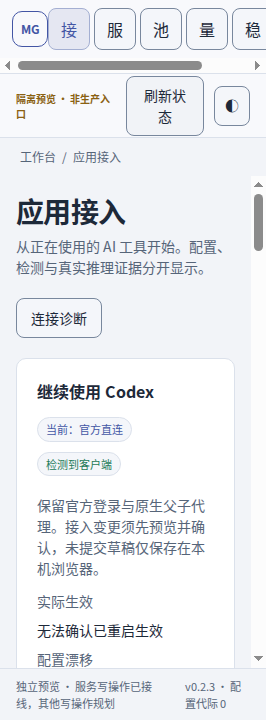 MG 接 服 池 量 稳
隔离预览 · 非生产入
口
刷新状
态
工作台 / 应用接入
应用接入
从正在使用的 AI 工具开始。配置、
检测与真实推理证据分开显示。
连接诊断
继续使用 Codex
当前：官方直连
检测到客户端
保留官方登录与原生父子代
理。接入变更须先预览并确
认，未提交草稿仅保存在本
机浏览器。
实际生效
无法确认已重启生效
配置漂移
独立预览 · 服务写操作已接
线，其他写操作规划
v0.2.3 · 配
置代际 0